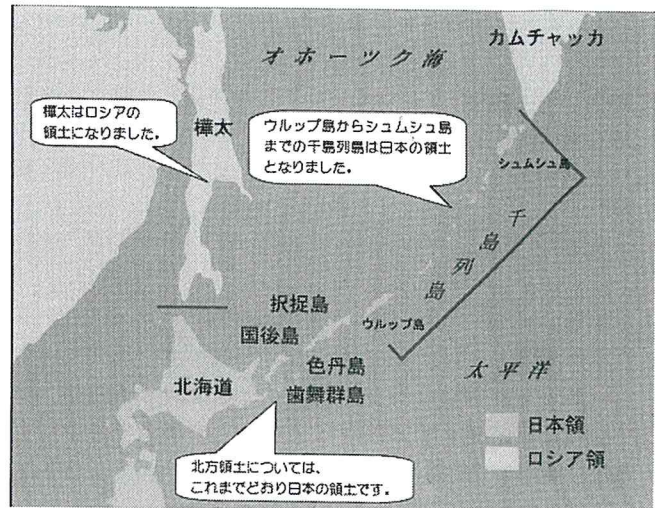 カムチャッカ
オホーツク海
樺太はロシアの
領土になりました。
樺太
ウルップ島からシュムシュ島
までの千島列島は日本の領土
となりました。
シュムシュ島
千島列島
択捉島
ウルップ島
国後島
色丹島
太平洋
北海道
歯舞群島
日本領
ロシア領
北方領土については、
これまでどおり日本の領土です。